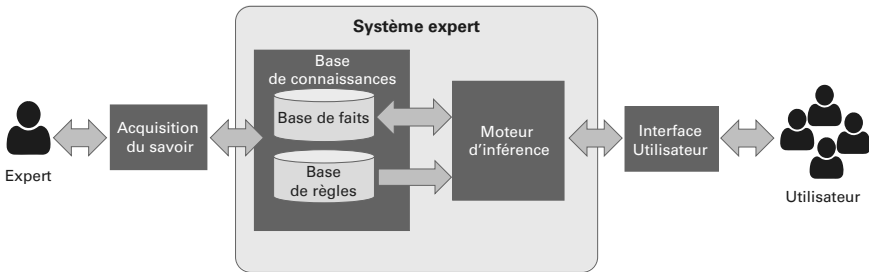 Système expert
Base
de connaissances
Base de faits
Base
de règles
Expert
Acquisition
du savoir
Moteur
d'inférence
Interface
Utilisateur
Utilisateur